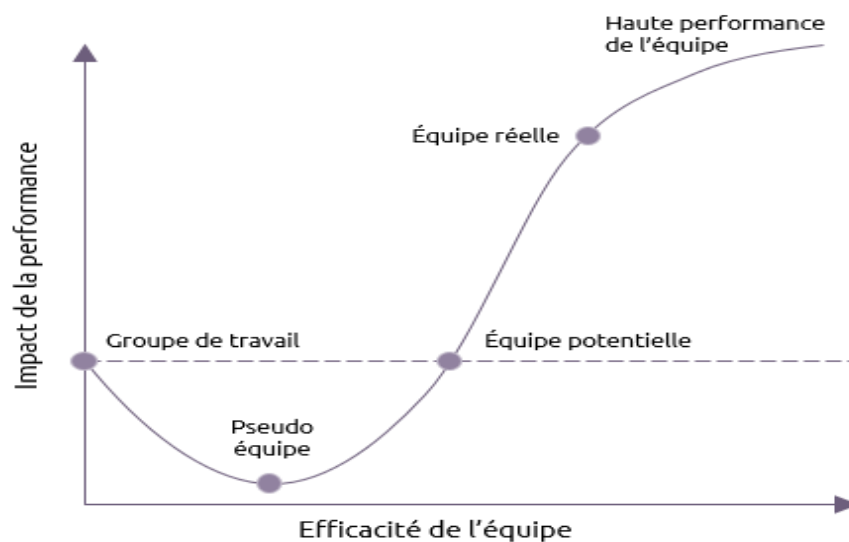 Haute performance
de l'équipe
Équipe réelle
Impact de la performance
Groupe de travail
Équipe potentielle
Pseudo
équipe
Efficacité de l'équipe